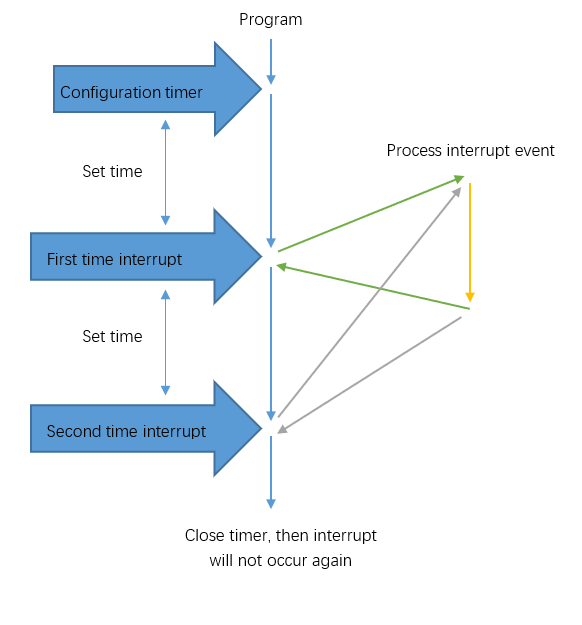 Program
Configuration timer
Process interrupt event
Set time
First time interrupt
Set time
Second time interrupt
Close timer, then interrupt
will not occur again